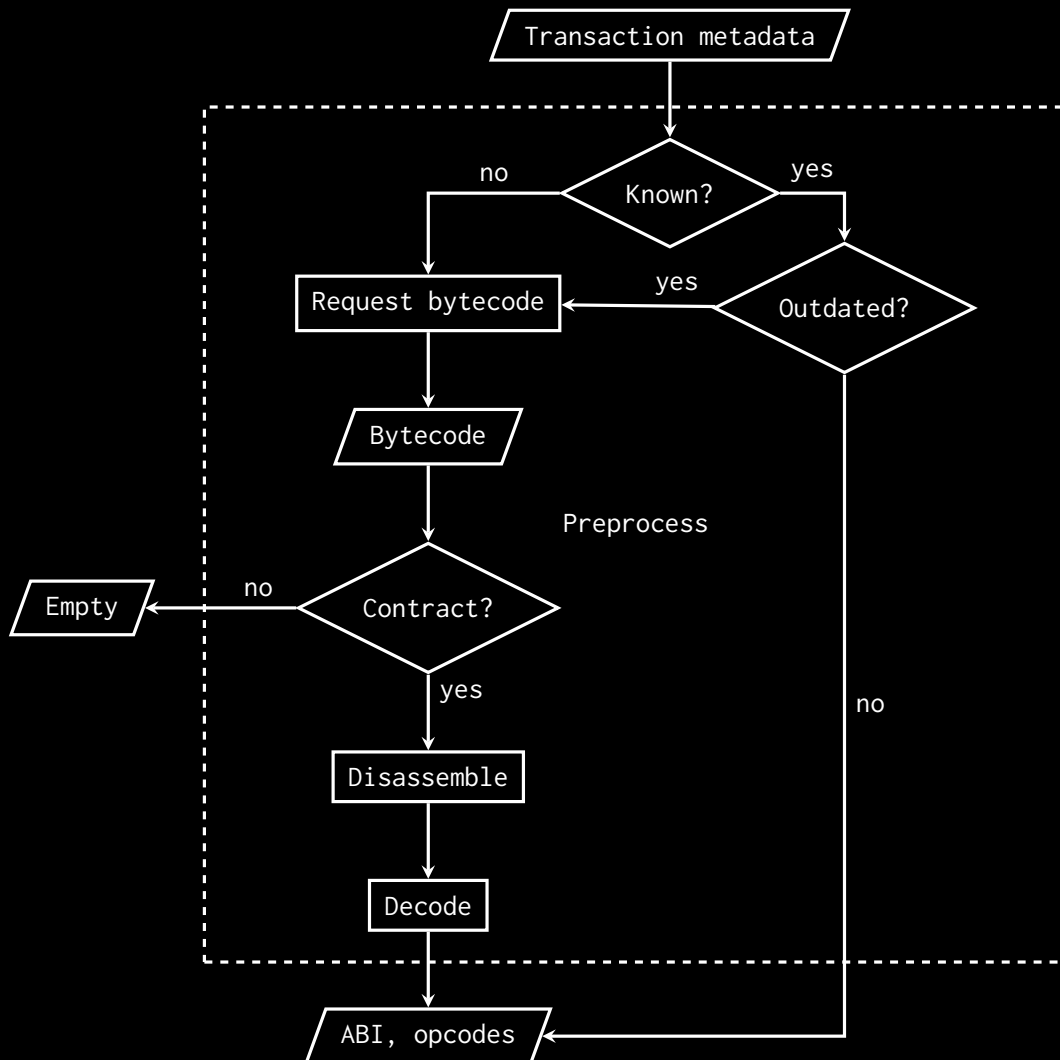 Transaction metadata
no
Known?
yes
Request bytecode
yes
Outdated?
Bytecode
Preprocess
Empty
no
Contract?
yes
no
Disassemble
Decode
ABI, opcodes